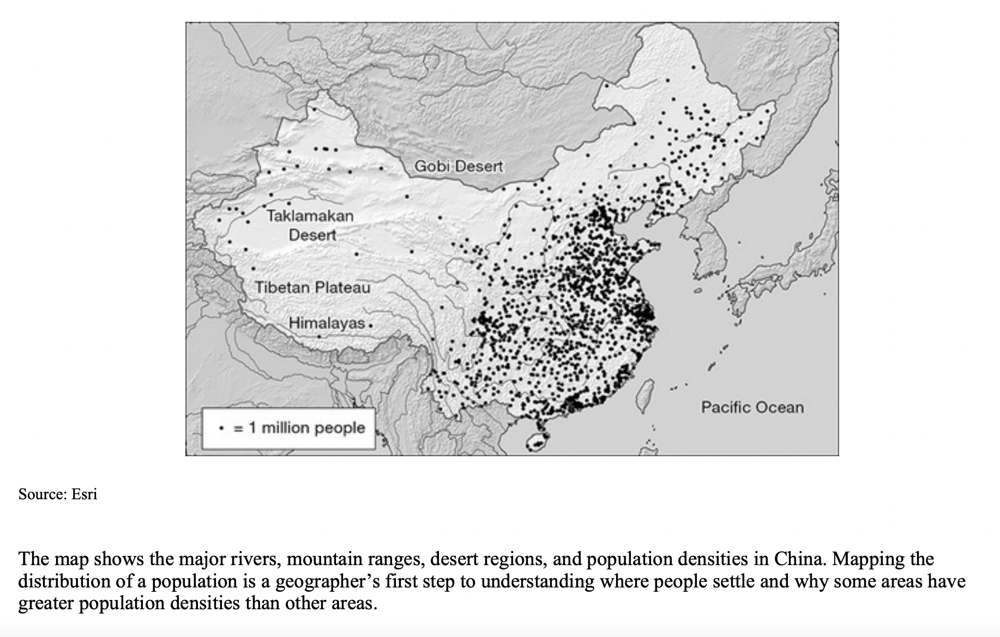 Gobi Desert
Taklamakan
Desert
Tibetan Plateau
Himalayas
Pacific Ocean
• = 1 million people
Source: Esri
The map shows the major rivers, mountain ranges, desert regions, and population densities in China. Mapping the
distribution of a population is a geographer’s first step to understanding where people settle and why some areas have
greater population densities than other areas.